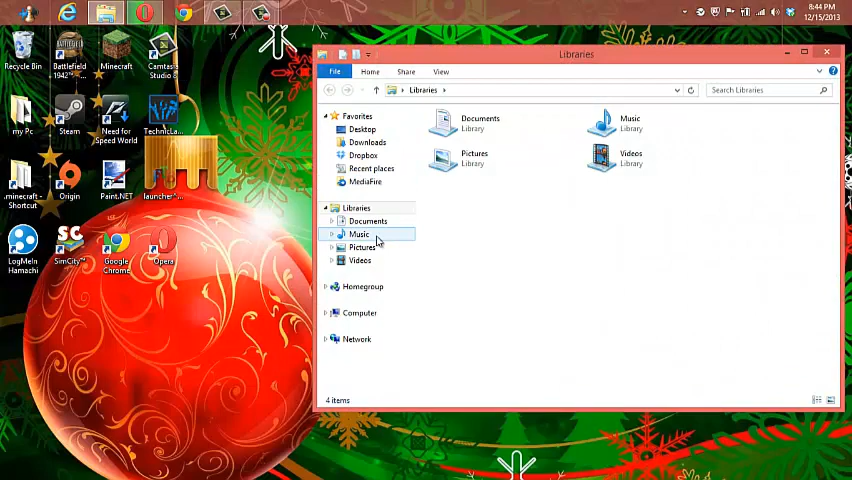 8:44 PM
12/15/2013
Recycle Bin
Battlefield 1942"...
Minecraft
Camtasia Studio 8
my Pc
Steam
Need for Speed World
TechnicLa...
.minecraft - Shortcut
Origin
Paint.NET
launcher"...
LogMeIn Hamachi
SimCity™
Google Chrome
Opera
Libraries
File
Home
Share
View
Libraries
Search Libraries
Favorites
Desktop
Downloads
Dropbox
Recent places
MediaFire
Libraries
Documents
Music
Pictures
Videos
Homegroup
Computer
Network
Documents
Library
Music
Library
Pictures
Library
Videos
Library
4 items